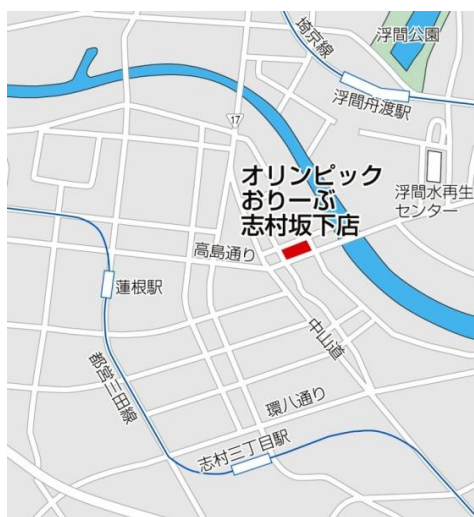 浮間公園
埼京線
浮間舟渡駅
17
オリンピック
おりーぶ
志村坂下店
浮間水再生
センター
高島通り
蓮根駅
中山道
都営三田線
環八通り
志村三丁目駅